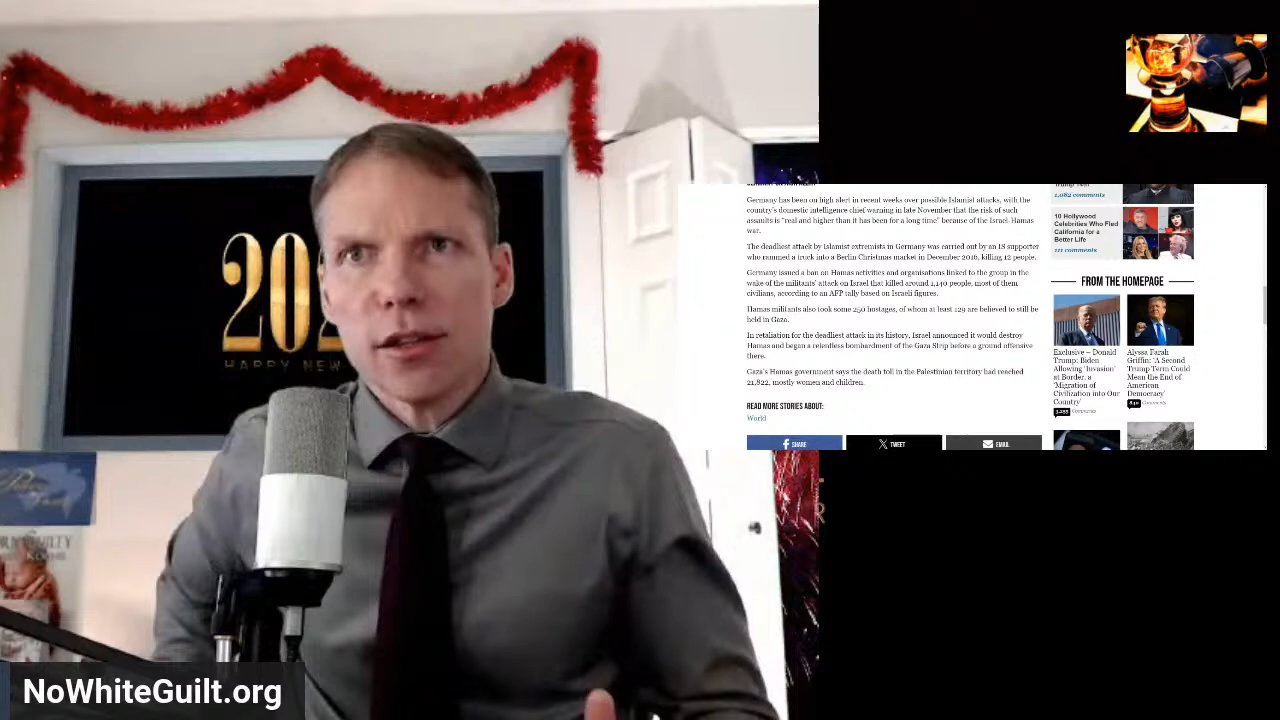 202
HAPPY NEW
NoWhiteGuilt.org
Germany has been on high alert in recent weeks over possible Islamist attacks, with the
country's domestic intelligence chief warning in late November that the risk of such
assaults is "real and higher than it has been for a long time" because of the Israel-Hamas
war.
The deadliest attack by Islamist extremists in Germany was carried out by an IS supporter
who rammed a truck into a Berlin Christmas market in December 2016, killing 12 people.
Germany issued a ban on Hamas activities and organisations linked to the group in the
wake of the militants' attack on Israel that killed around 1,140 people, most of them
civilians, according to an AFP tally based on Israeli figures.
Hamas militants also took some 250 hostages, of whom at least 129 are believed to still be
held in Gaza.
In retaliation for the deadliest attack in its history, Israel announced it would destroy
Hamas and began a relentless bombardment of the Gaza Strip before a ground offensive
there.
Gaza's Hamas government says the death toll in the Palestinian territory had reached
21,822, mostly women and children.
READ MORE STORIES ABOUT:
World
SHARE
TWEET
EMAIL
1,082 comments
10 Hollywood
Celebrities Who Fled
California for a
Better Life
111 comments
FROM THE HOMEPAGE
Exclusive – Donald
Trump: Biden
Allowing 'Invasion'
at Border, a
'Migration of
Civilization into Our
Country'
Comments
Alyssa Farah
Griffin: 'A Second
Trump Term Could
Mean the End of
American
Democracy'
Comments